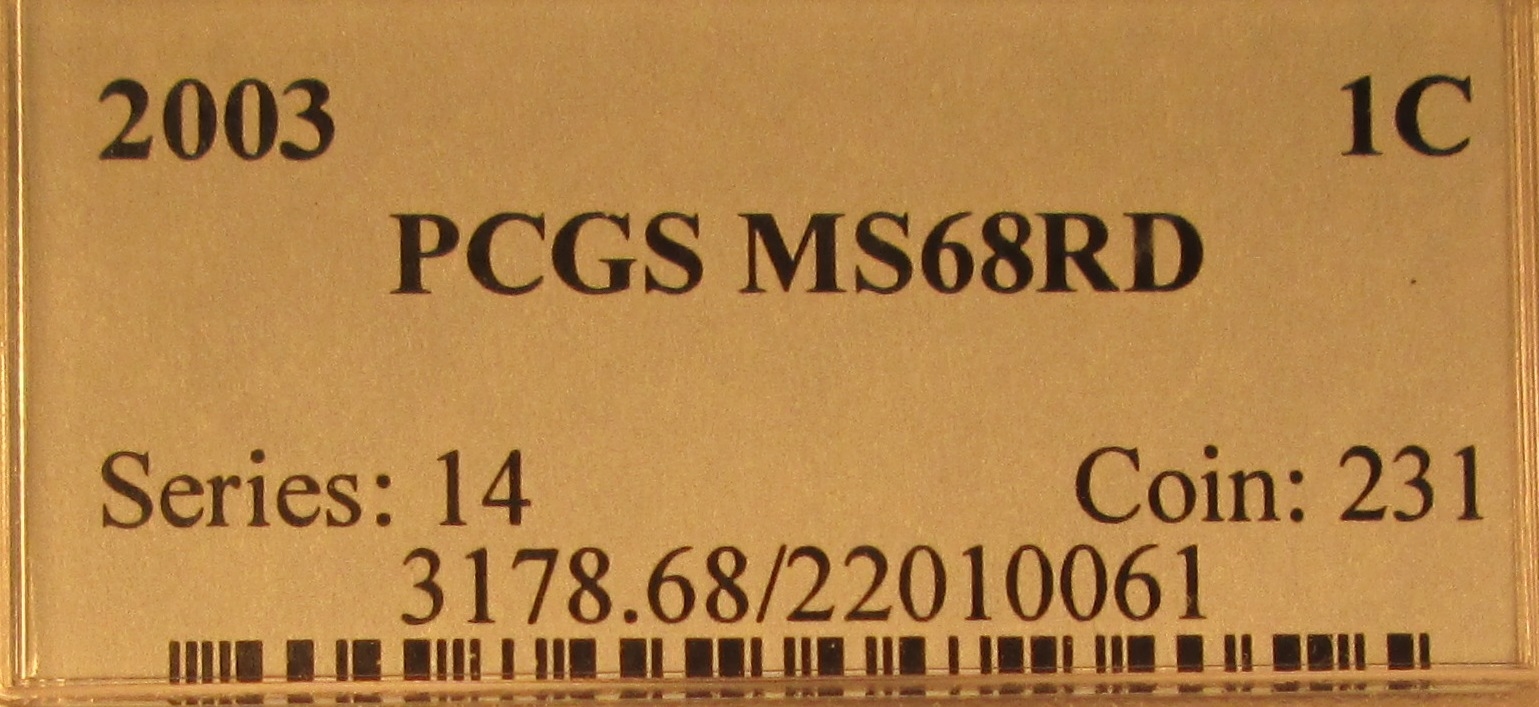 2003 1C
PCGS MS68RD
Series: 14 Coin: 231
3178.68/22010061